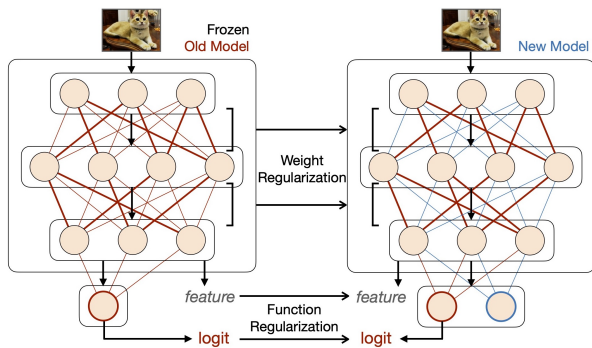 Frozen
Old Model
New Model
Weight
Regularization
feature
Function
Regularization
feature
logit
logit